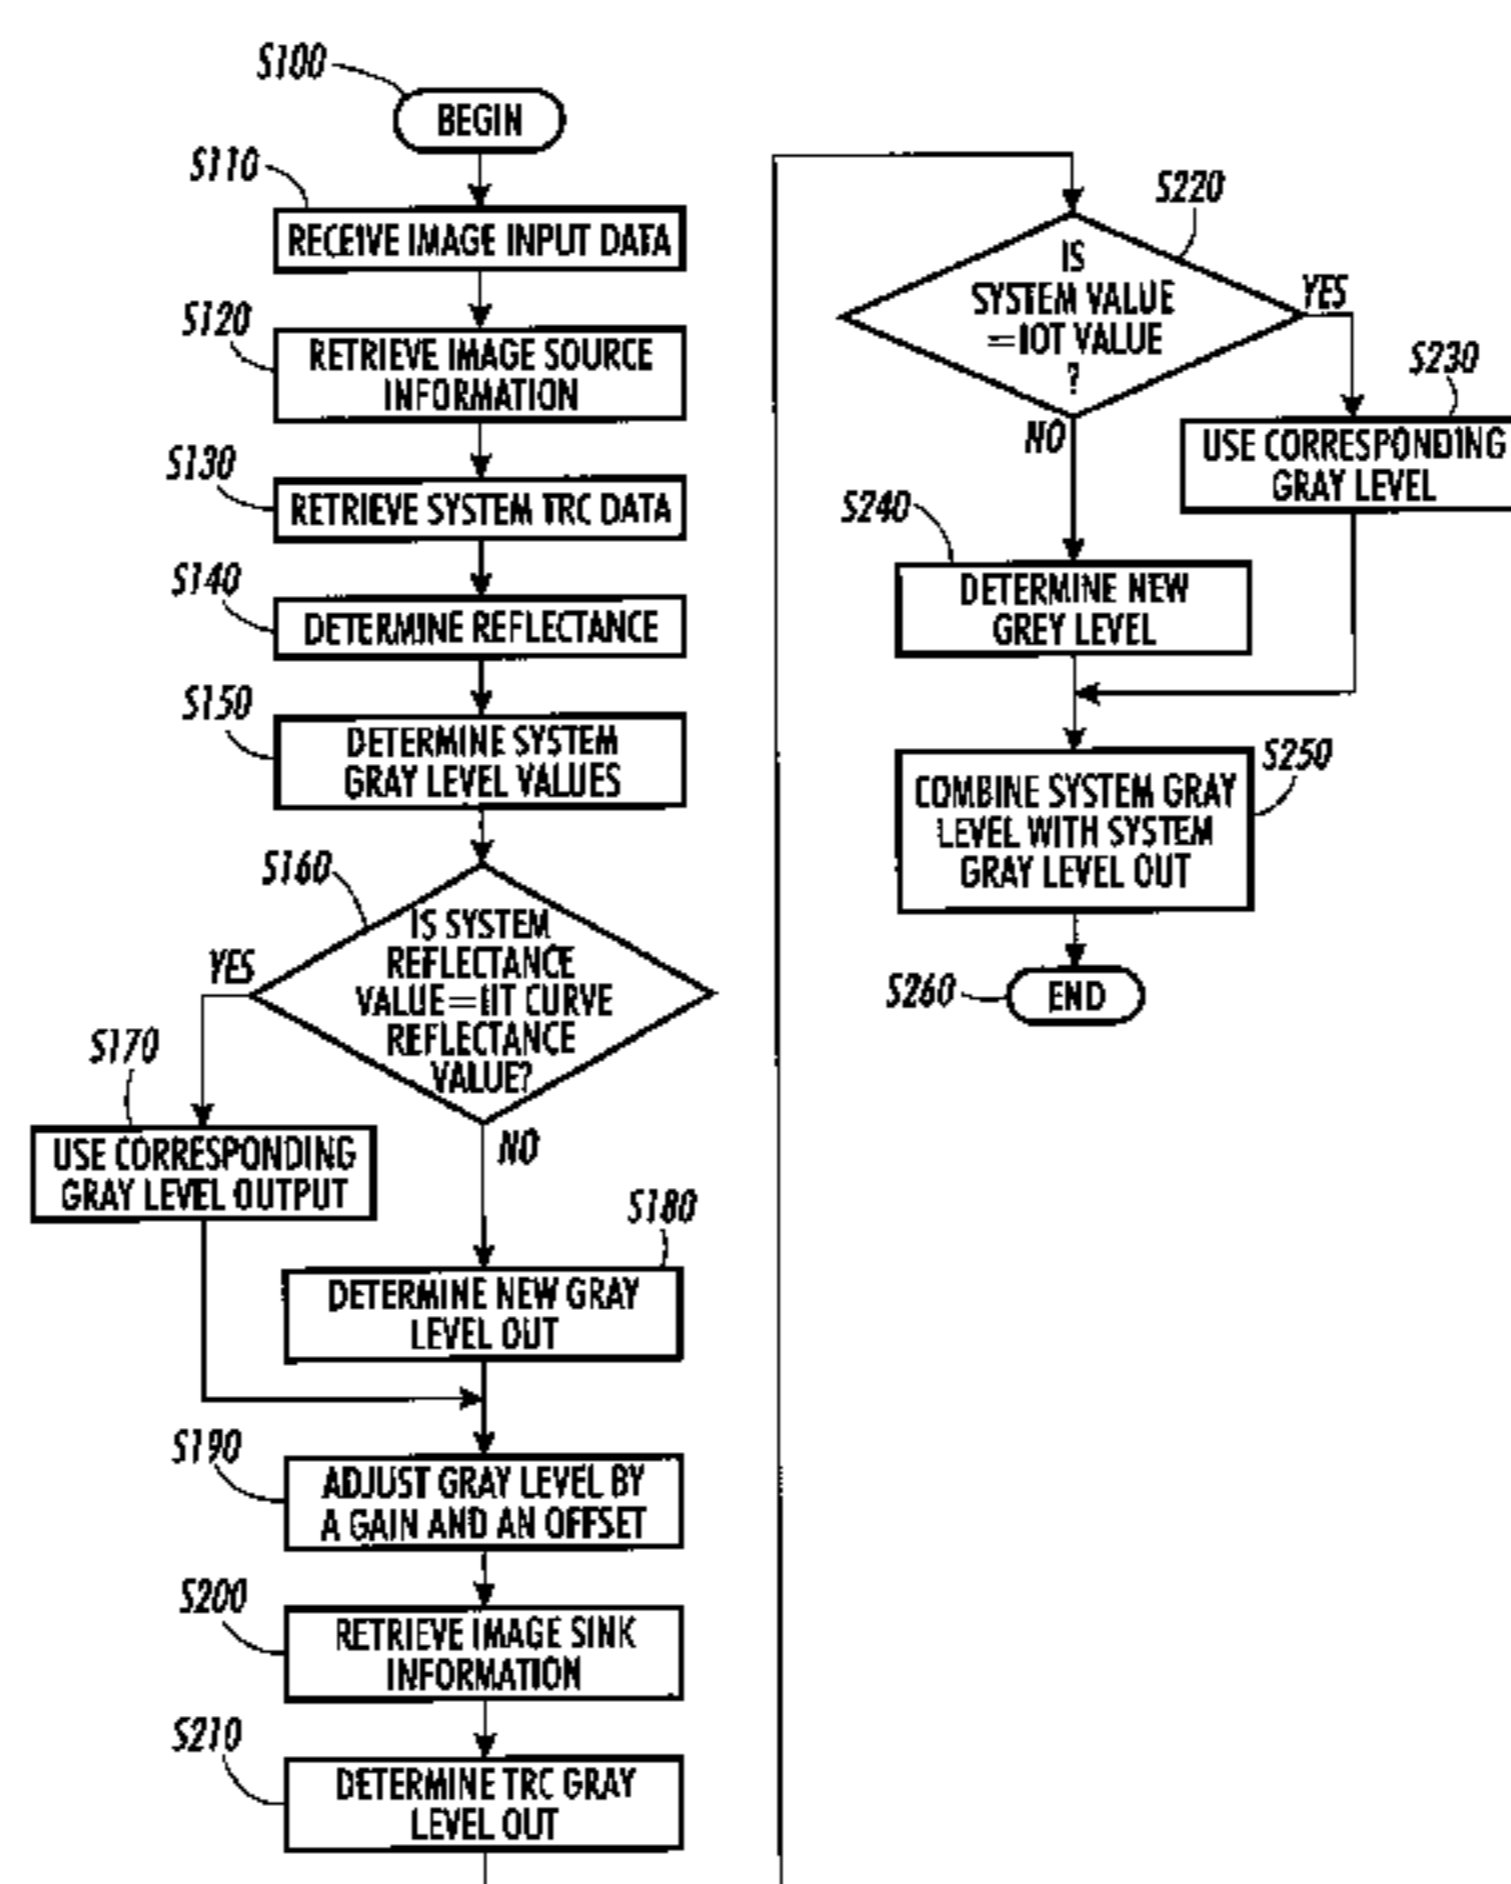 S100
BEGIN
S110
RECEIVE IMAGE INPUT DATA
S120
RETRIEVE IMAGE SOURCE
INFORMATION
S130
RETRIEVE SYSTEM TRC DATA
S140
DETERMINE REFLECTANCE
S150
DETERMINE SYSTEM
GRAY LEVEL VALUES
S160
IS SYSTEM
REFLECTANCE
VALUE=IIT CURVE
REFLECTANCE
VALUE?
YES
NO
S170
USE CORRESPONDING
GRAY LEVEL OUTPUT
S180
DETERMINE NEW GRAY
LEVEL OUT
S190
ADJUST GRAY LEVEL BY
A GAIN AND AN OFFSET
S200
RETRIEVE IMAGE SINK
INFORMATION
S210
DETERMINE TRC GRAY
LEVEL OUT
S220
IS
SYSTEM VALUE
=IOT VALUE
?
YES
NO
S230
USE CORRESPONDING
GRAY LEVEL
S240
DETERMINE NEW
GREY LEVEL
S250
COMBINE SYSTEM GRAY
LEVEL WITH SYSTEM
GRAY LEVEL OUT
S260
END